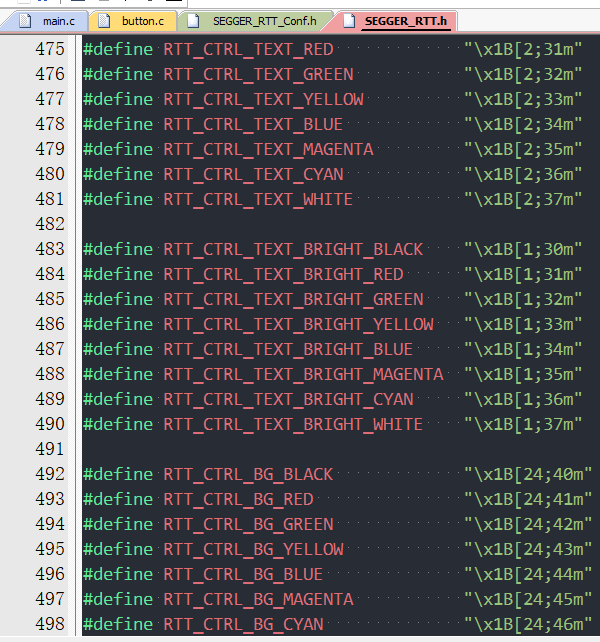 main.c button.c SEGGER_RTT_Conf.h SEGGER_RTT.h
475 #define RTT_CTRL_TEXT_RED "\x1B[2;31m"
476 #define RTT_CTRL_TEXT_GREEN "\x1B[2;32m"
477 #define RTT_CTRL_TEXT_YELLOW "\x1B[2;33m"
478 #define RTT_CTRL_TEXT_BLUE "\x1B[2;34m"
479 #define RTT_CTRL_TEXT_MAGENTA "\x1B[2;35m"
480 #define RTT_CTRL_TEXT_CYAN "\x1B[2;36m"
481 #define RTT_CTRL_TEXT_WHITE "\x1B[2;37m"
482
483 #define RTT_CTRL_TEXT_BRIGHT_BLACK "\x1B[1;30m"
484 #define RTT_CTRL_TEXT_BRIGHT_RED "\x1B[1;31m"
485 #define RTT_CTRL_TEXT_BRIGHT_GREEN "\x1B[1;32m"
486 #define RTT_CTRL_TEXT_BRIGHT_YELLOW "\x1B[1;33m"
487 #define RTT_CTRL_TEXT_BRIGHT_BLUE "\x1B[1;34m"
488 #define RTT_CTRL_TEXT_BRIGHT_MAGENTA "\x1B[1;35m"
489 #define RTT_CTRL_TEXT_BRIGHT_CYAN "\x1B[1;36m"
490 #define RTT_CTRL_TEXT_BRIGHT_WHITE "\x1B[1;37m"
491
492 #define RTT_CTRL_BG_BLACK "\x1B[24;40m"
493 #define RTT_CTRL_BG_RED "\x1B[24;41m"
494 #define RTT_CTRL_BG_GREEN "\x1B[24;42m"
495 #define RTT_CTRL_BG_YELLOW "\x1B[24;43m"
496 #define RTT_CTRL_BG_BLUE "\x1B[24;44m"
497 #define RTT_CTRL_BG_MAGENTA "\x1B[24;45m"
498 #define RTT_CTRL_BG_CYAN "\x1B[24;46m"